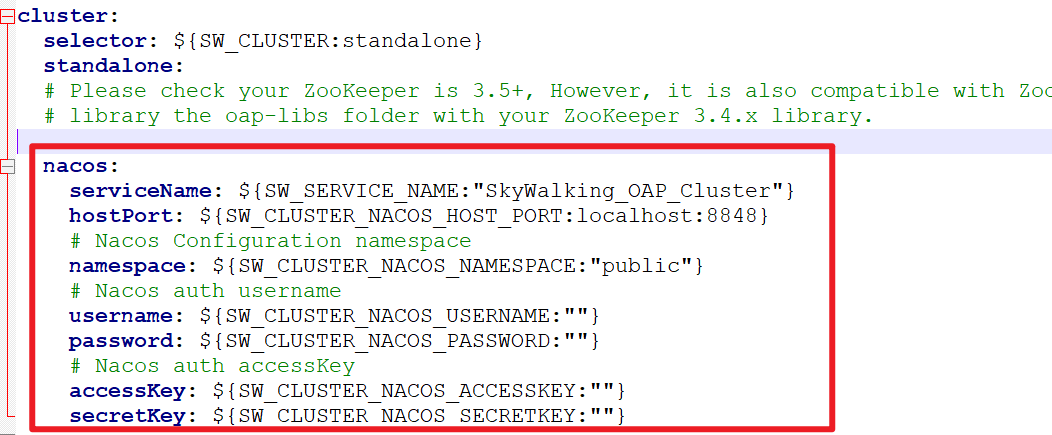 cluster:
selector: ${SW_CLUSTER:standalone}
standalone:
# Please check your ZooKeeper is 3.5+, However, it is also compatible with
# library the oap-libs folder with your ZooKeeper 3.4.x library.
nacos:
serviceName: ${SW_SERVICE_NAME:"SkyWalking_OAP_Cluster"}
hostPort: ${SW_CLUSTER_NACOS_HOST_PORT:localhost:8848}
# Nacos Configuration namespace
namespace: ${SW_CLUSTER_NACOS_NAMESPACE:"public"}
# Nacos auth username
username: ${SW_CLUSTER_NACOS_USERNAME:""}
password: ${SW_CLUSTER_NACOS_PASSWORD:""}
# Nacos auth accessKey
accessKey: ${SW_CLUSTER_NACOS_ACCESSKEY:""}
secretKey: ${SW_CLUSTER_NACOS_SECRETKEY:""}